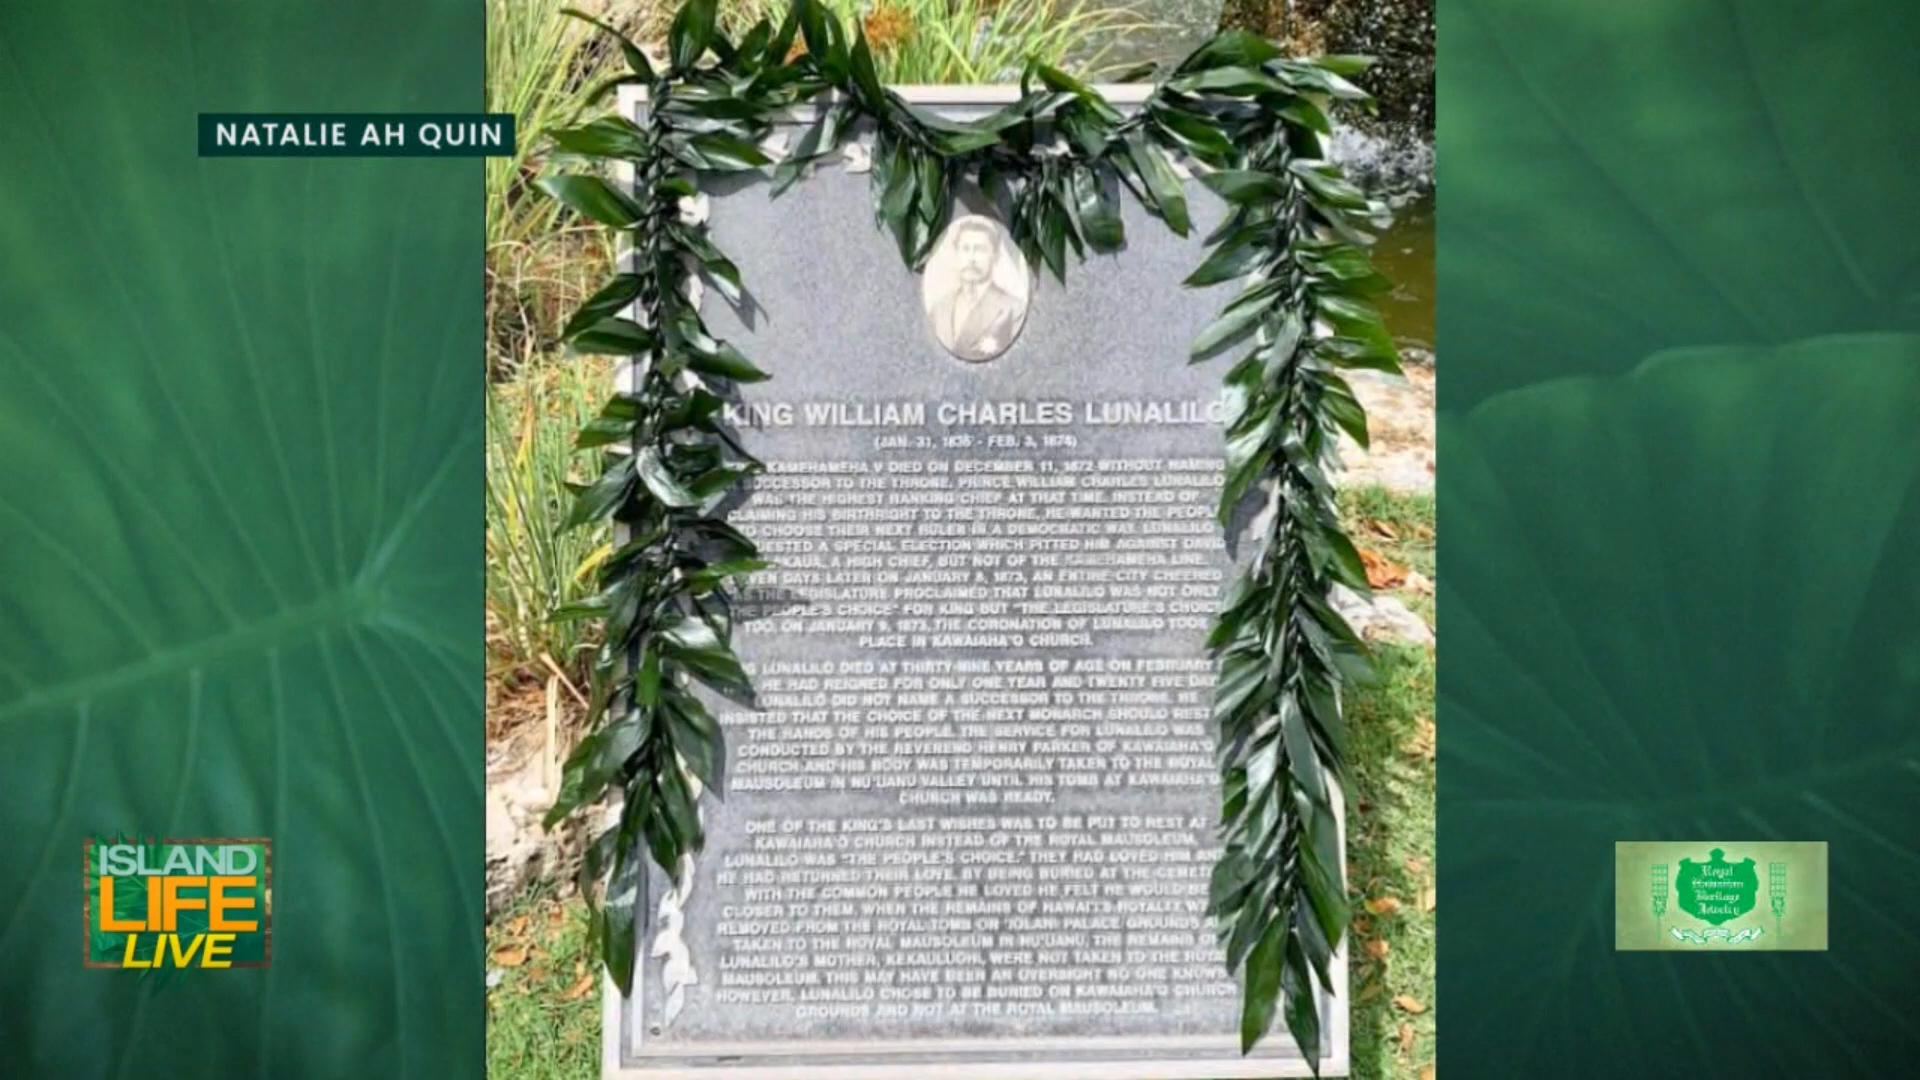 NATALIE AH QUIN
KING WILLIAM CHARLES LUNALILO
(JAN. 31, 1835 - FEB. 3, 1874)
KAMEHAMEHA V DIED ON DECEMBER 11, 1872 WITHOUT NAMING
SUCCESSOR TO THE THRONE. PRINCE WILLIAM CHARLES LUNALILO
WAS THE HIGHEST RANKING CHIEF AT THAT TIME. INSTEAD OF
CLAIMING HIS BIRTHRIGHT TO THE THRONE, HE WANTED THE
TO CHOOSE THEIR NEXT RULER IN A DEMOCRATIC WAY. LUNALILO
A SPECIAL ELECTION WHICH PITTED HIM AGAINST
A HIGH CHIEF, BUT NOT OF THE KAMEHAMEHA LINE.
DAYS LATER ON JANUARY 8, 1873, AN ENTIRE CITY CHEERED
AS THE LEGISLATURE PROCLAIMED THAT LUNALILO WAS NOT ONLY
"THE PEOPLE'S CHOICE" FOR KING BUT "THE LEGISLATURE'S
TOO. ON JANUARY 9, 1873, THE CORONATION OF LUNALILO TOOK
PLACE IN KAWAIAHA'O CHURCH.
LUNALILO DIED AT THIRTY-NINE YEARS OF AGE ON FEBRUARY
HE HAD REIGNED FOR ONLY ONE YEAR AND TWENTY FIVE
LUNALILO DID NOT NAME A SUCCESSOR TO THE THRONE. HE
INSISTED THAT THE CHOICE OF THE NEXT MONARCH SHOULD REST
THE HANDS OF HIS PEOPLE. THE SERVICE FOR LUNALILO WAS
CONDUCTED BY THE REVEREND HENRY PARKER OF KAWAIAHA'O
CHURCH AND HIS BODY WAS TEMPORARILY TAKEN TO THE ROYAL
MAUSOLEUM IN NU'UANU VALLEY UNTIL HIS TOMB AT KAWAIAHA'O
CHURCH WAS READY.
ONE OF THE KING'S LAST WISHES WAS TO BE PUT TO REST AT
KAWAIAHA'O CHURCH INSTEAD OF THE ROYAL MAUSOLEUM.
LUNALILO WAS "THE PEOPLE'S CHOICE." THEY HAD LOVED HIM AND
HE HAD RETURNED THEIR LOVE. BY BEING BURIED AT THE
WITH THE COMMON PEOPLE HE LOVED HE FELT HE WOULD BE
CLOSER TO THEM. WHEN THE REMAINS OF HAWAI'I'S ROYALTY
REMOVED FROM THE ROYAL TOMB ON 'IOLANI PALACE GROUNDS
TAKEN TO THE ROYAL MAUSOLEUM IN NU'UANU, THE REMAINS OF
LUNALILO'S MOTHER, KEKAULUOHI, WERE NOT TAKEN TO THE ROYAL
MAUSOLEUM. THIS MAY HAVE BEEN AN OVERSIGHT NO ONE KNOWS
HOWEVER, LUNALILO CHOSE TO BE BURIED ON KAWAIAHA'O CHURCH
GROUNDS AND NOT AT THE ROYAL MAUSOLEUM.
ISLAND
LIFE
LIVE
Royal
Hawaiian
Heritage
Jewelry